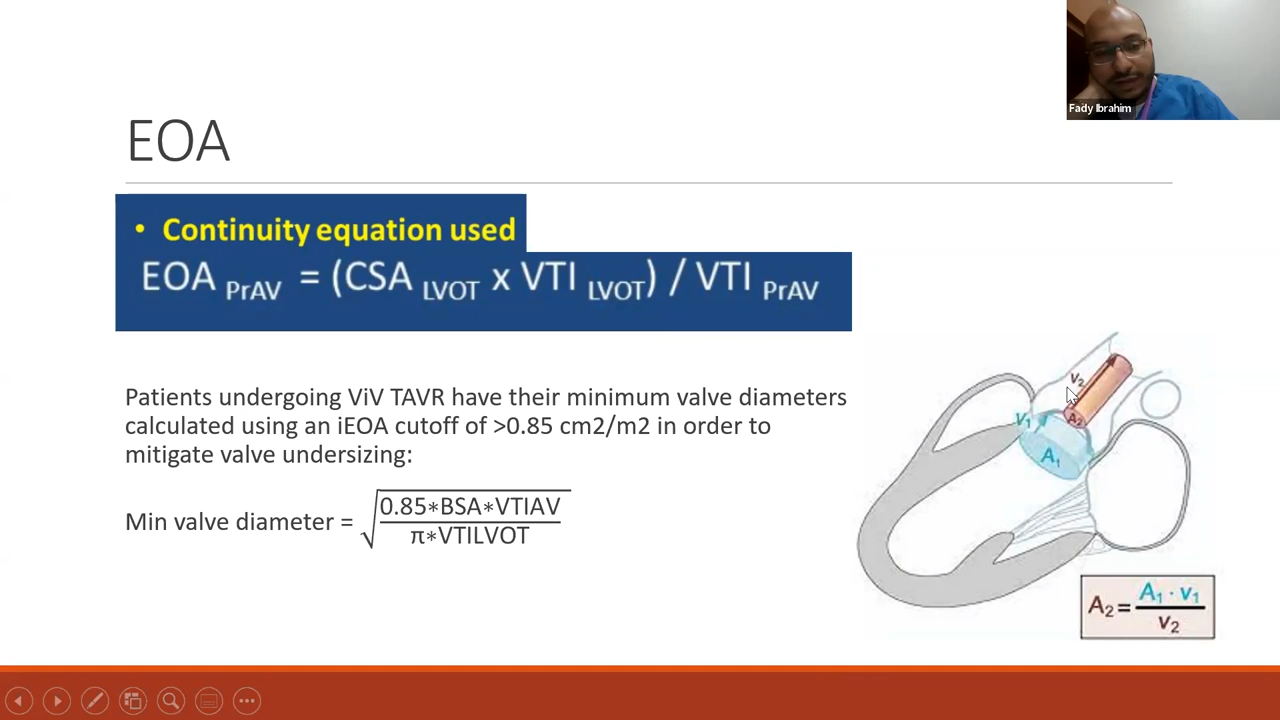 Fady Ibrahim
EOA
• Continuity equation used
EOA PrAV = (CSA LVOT x VTI LVOT) / VTI PrAV
Patients undergoing ViV TAVR have their minimum valve diameters
calculated using an iEOA cutoff of >0.85 cm2/m2 in order to
mitigate valve undersizing:
Min valve diameter = √
0.85∗BSA∗VTIAV
π∗VTILVOT
V2
V1
A2
A1
A2 = A1 · v1
v2